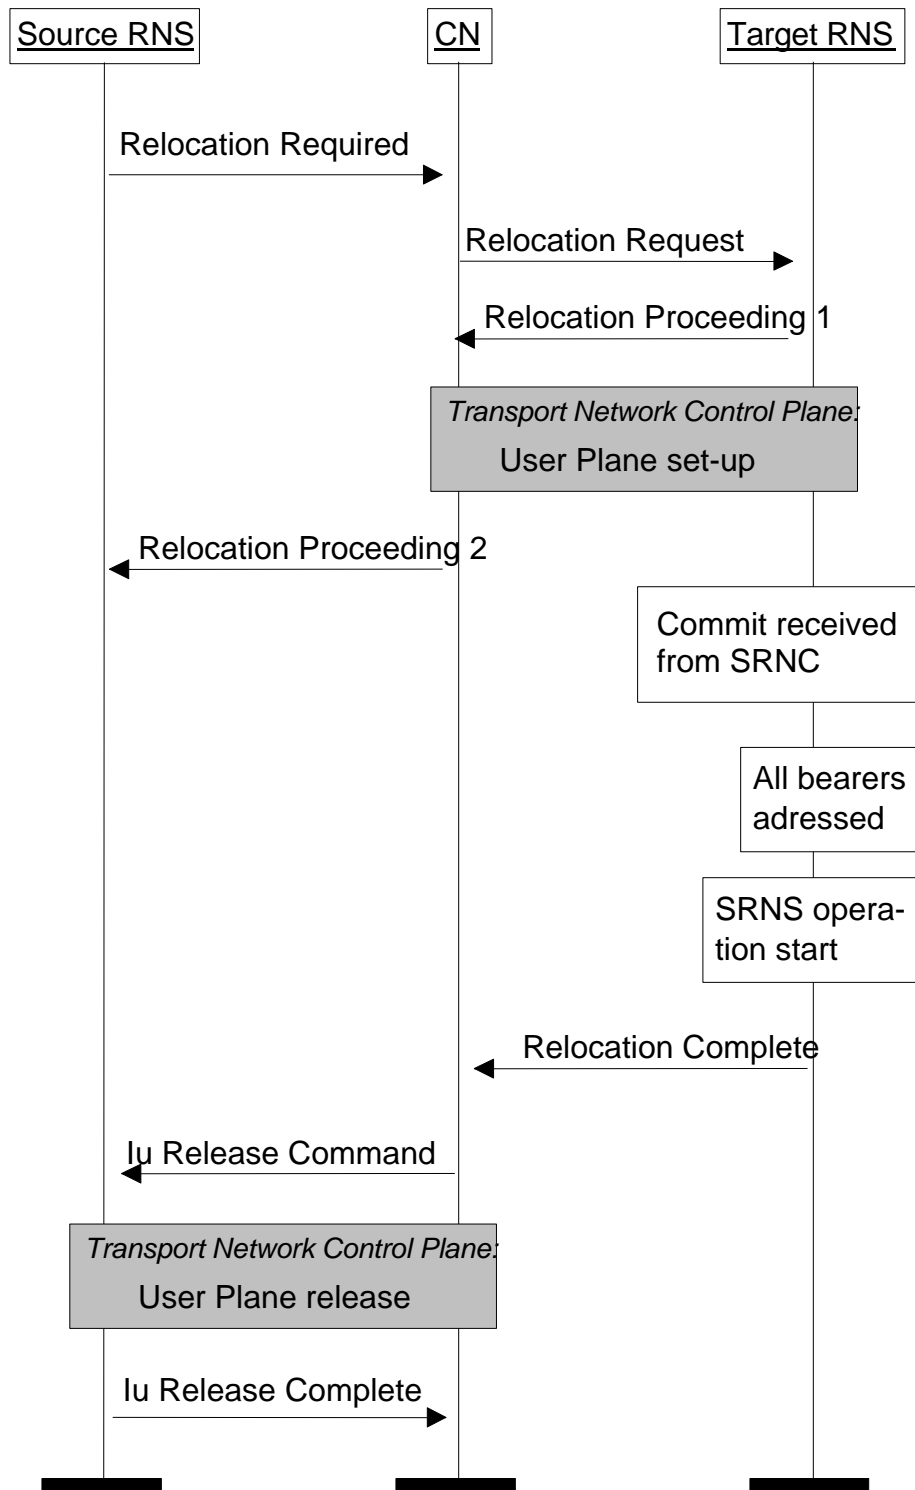 Source RNS
CN
Target RNS
Relocation Required
Relocation Request
Relocation Proceeding 1
Transport Network Control Plane:
User Plane set-up
Relocation Proceeding 2
Commit received
from SRNC
All bearers
adressed
SRNS opera-
tion start
Relocation Complete
Iu Release Command
Transport Network Control Plane:
User Plane release
Iu Release Complete